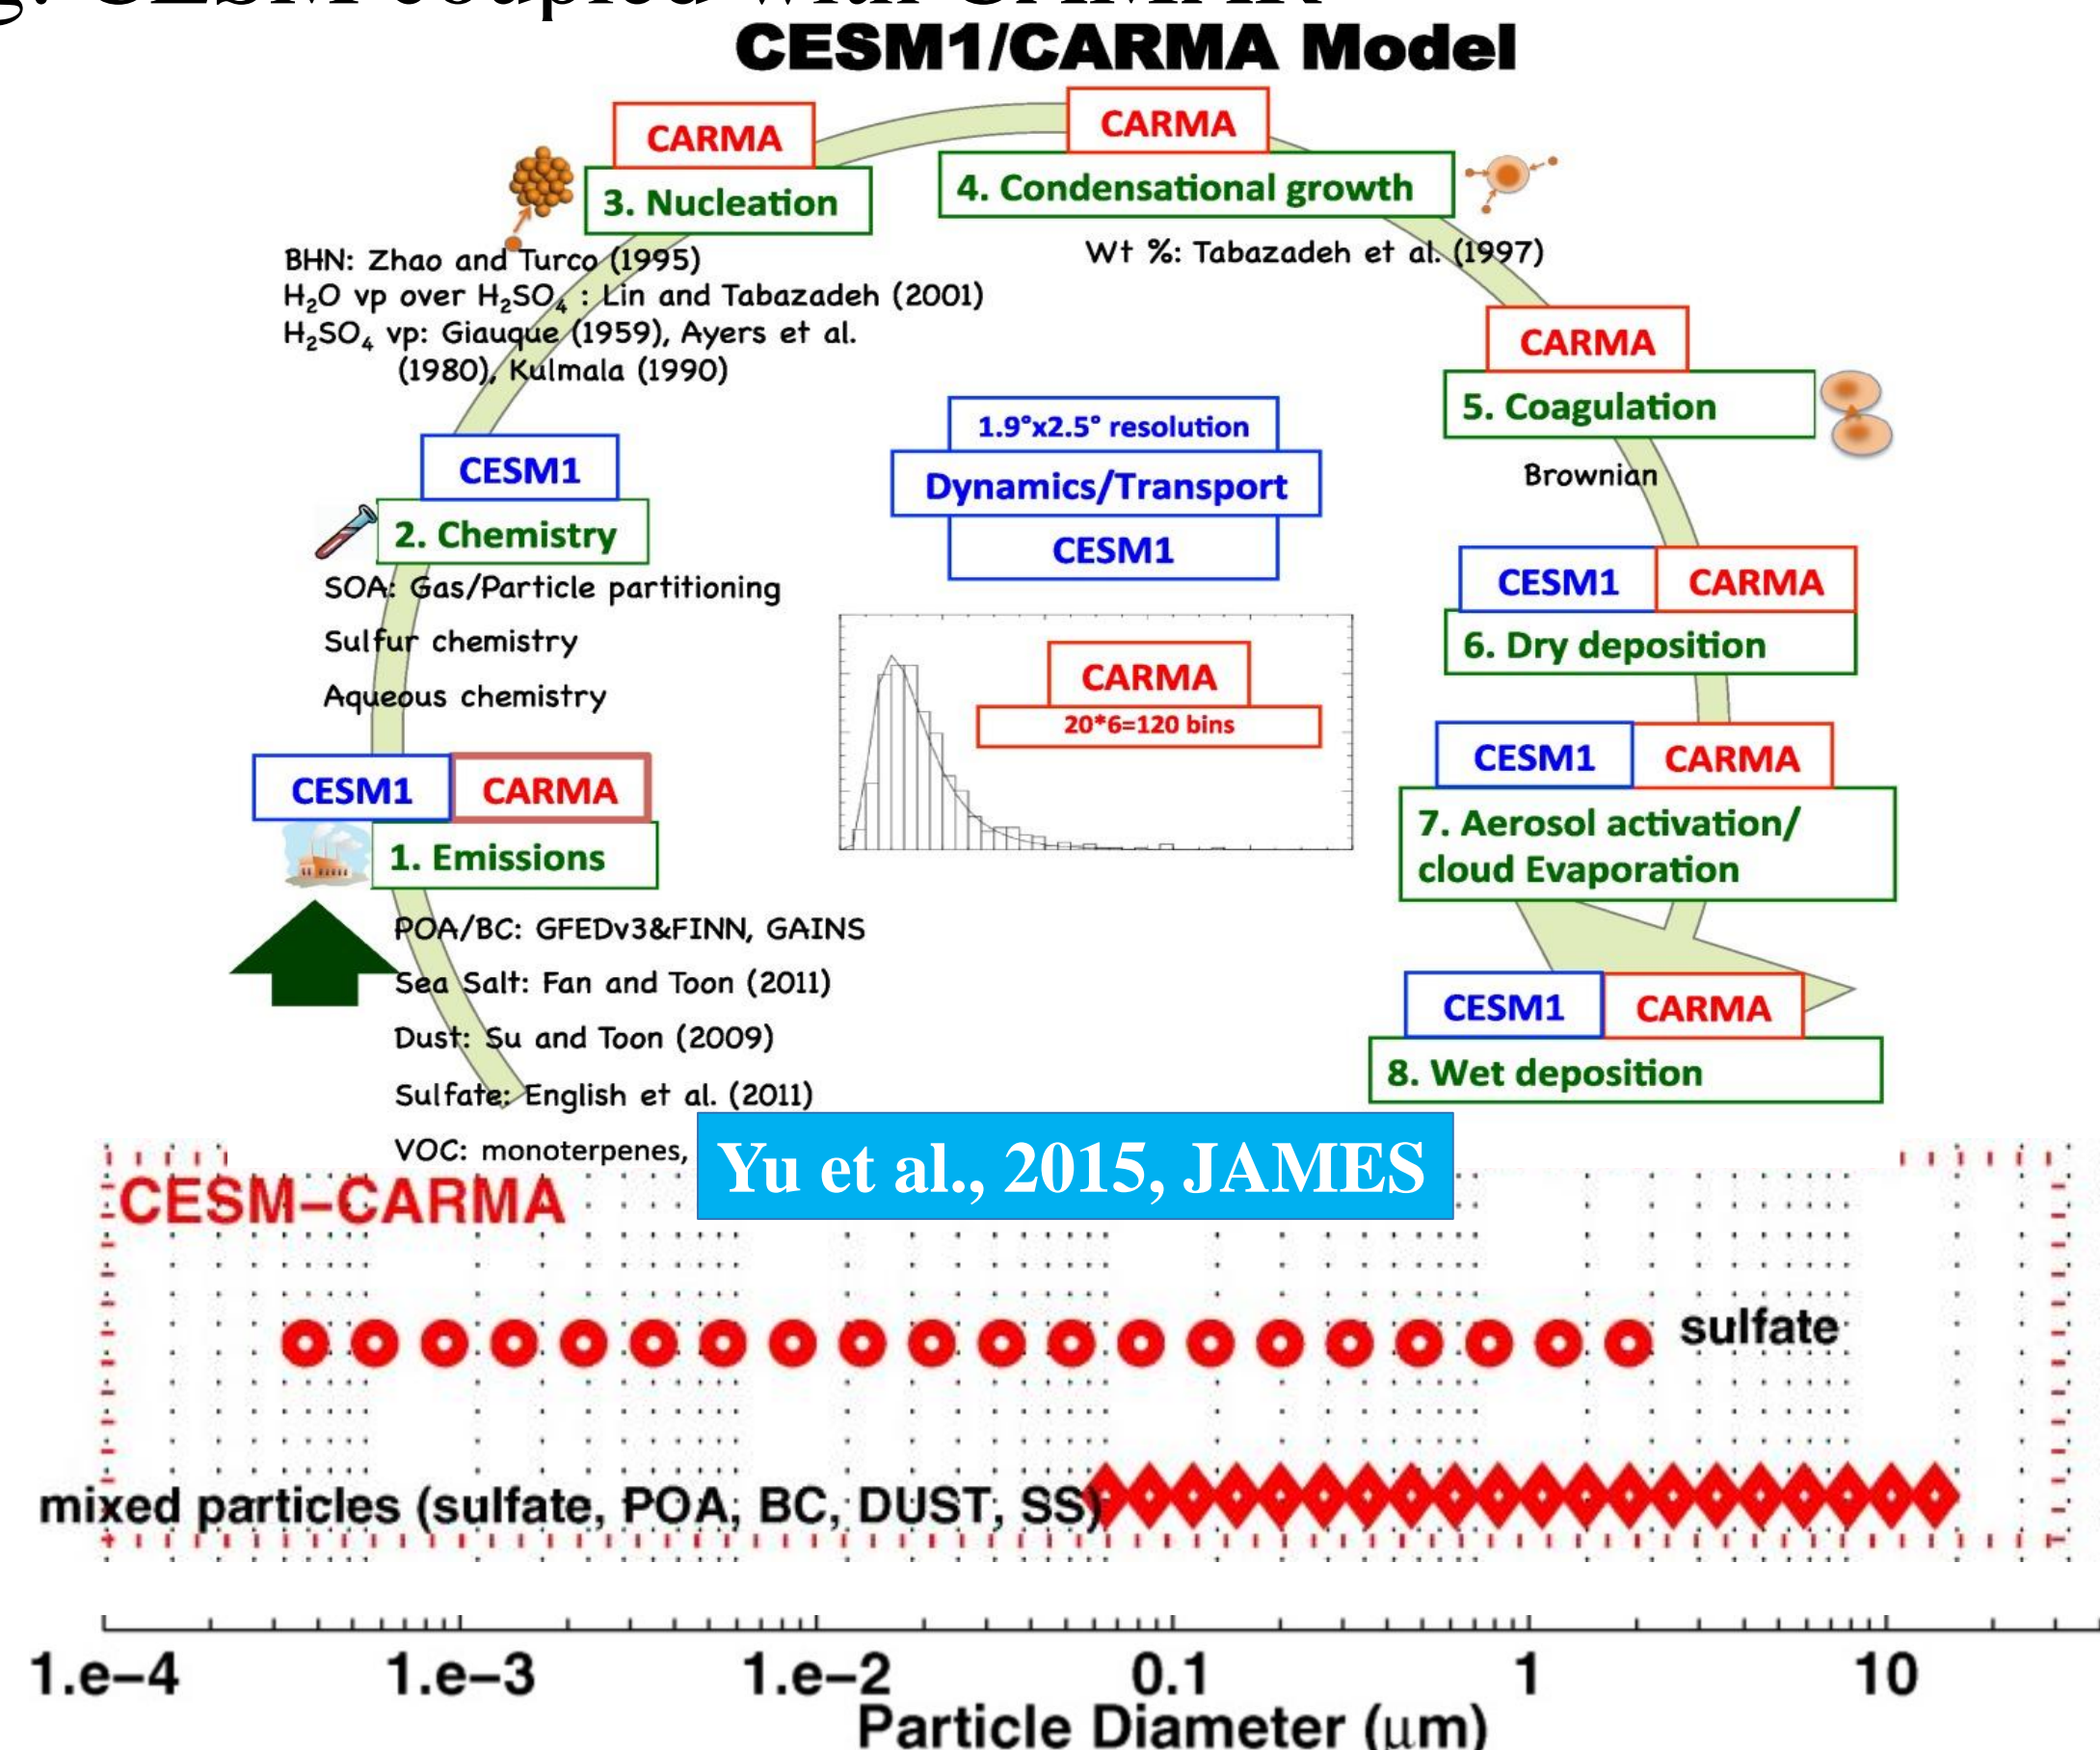 g. CESM coupled with CAMAR
CESM1/CARMA Model
CARMA
3. Nucleation
BHN: Zhao and Turco (1995)
H₂O vp over H₂SO₄ : Lin and Tabazadeh (2001)
H₂SO₄ vp: Giauque (1959), Ayers et al.
(1980), Kulmala (1990)
CARMA
4. Condensational growth
Wt %: Tabazadeh et al. (1997)
CARMA
5. Coagulation
Brownian
CESM1
2. Chemistry
SOA: Gas/Particle partitioning
Sulfur chemistry
Aqueous chemistry
1.9°x2.5° resolution
Dynamics/Transport
CESM1
CARMA
20*6=120 bins
CESM1 CARMA
6. Dry deposition
CESM1 CARMA
7. Aerosol activation/
cloud Evaporation
CESM1 CARMA
8. Wet deposition
CESM1 CARMA
1. Emissions
POA/BC: GFEDv3&FINN, GAINS
Sea Salt: Fan and Toon (2011)
Dust: Su and Toon (2009)
Sulfate: English et al. (2011)
VOC: monoterpenes,
Yu et al., 2015, JAMES
CESM–CARMA
sulfate
mixed particles (sulfate, POA, BC, DUST, SS)
1.e–4 1.e–3 1.e–2 0.1 1 10
Particle Diameter (μm)